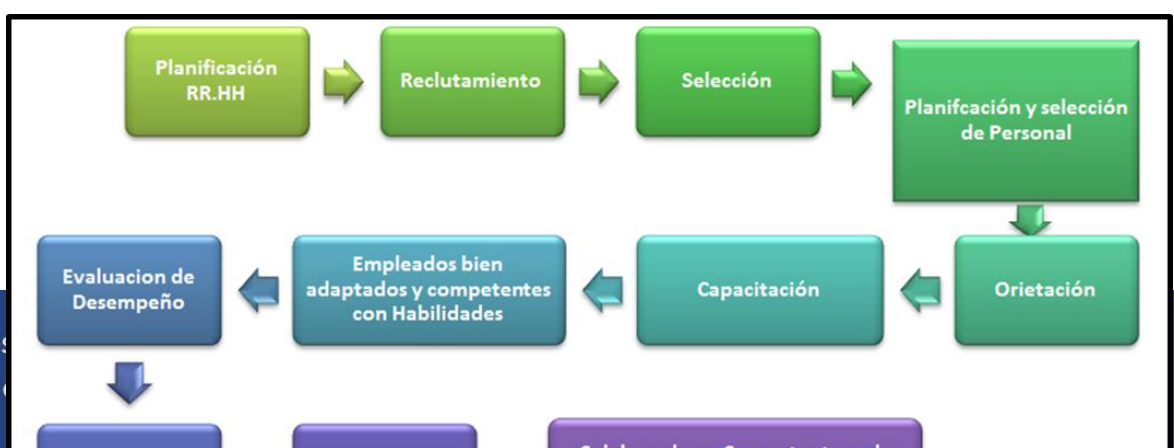 Planificación
RR.HH
Reclutamiento
Selección
Planifcación y selección
de Personal
Orietación
Capacitación
Empleados bien
adaptados y competentes
con Habilidades
Evaluacion de
Desempeño